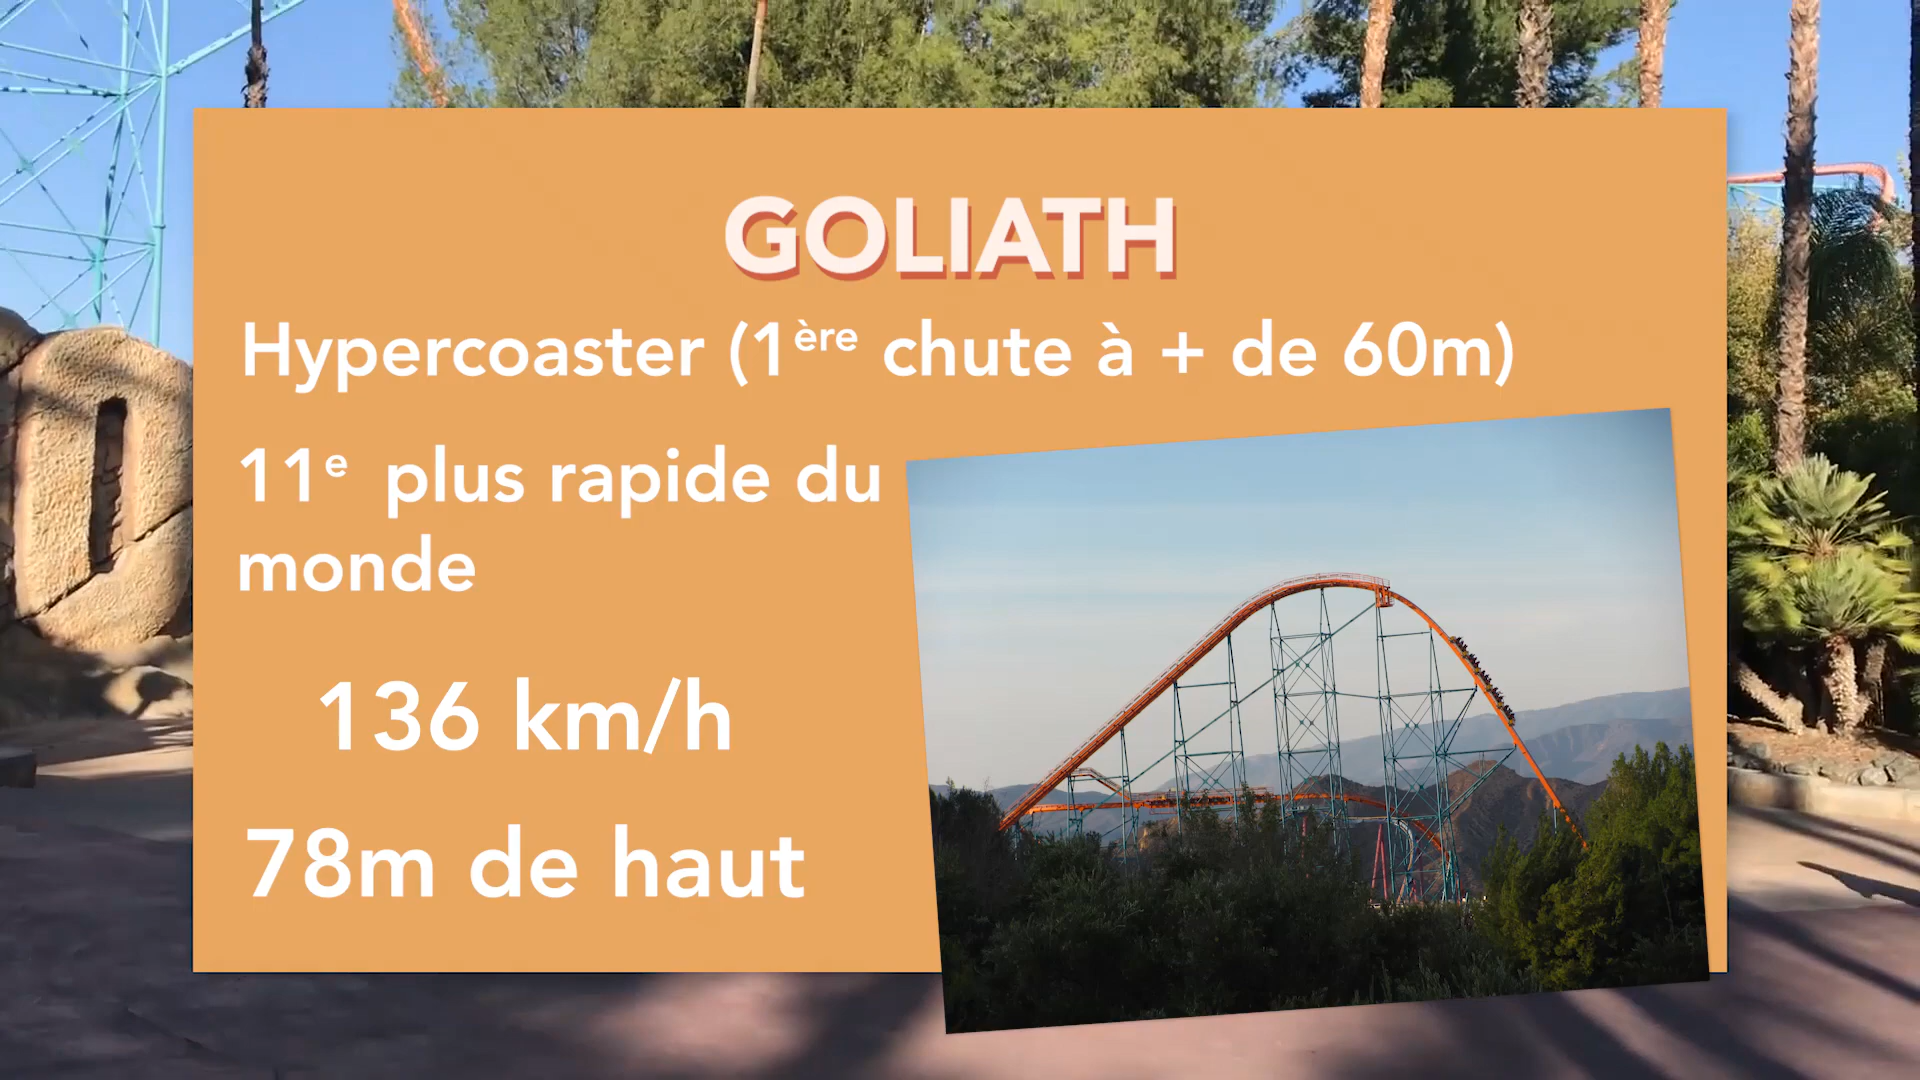 GOLIATH
Hypercoaster (1ère chute à + de 60m)
11e plus rapide du
monde
136 km/h
78m de haut